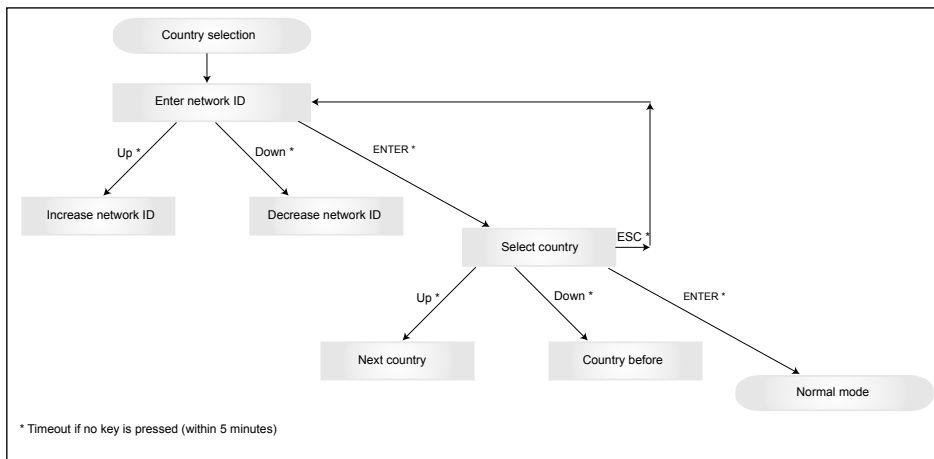 Country selection
Enter network ID
Up *
Down *
ENTER *
Increase network ID
Decrease network ID
Select country
ESC *
Up *
Down *
ENTER *
Next country
Country before
Normal mode
* Timeout if no key is pressed (within 5 minutes)